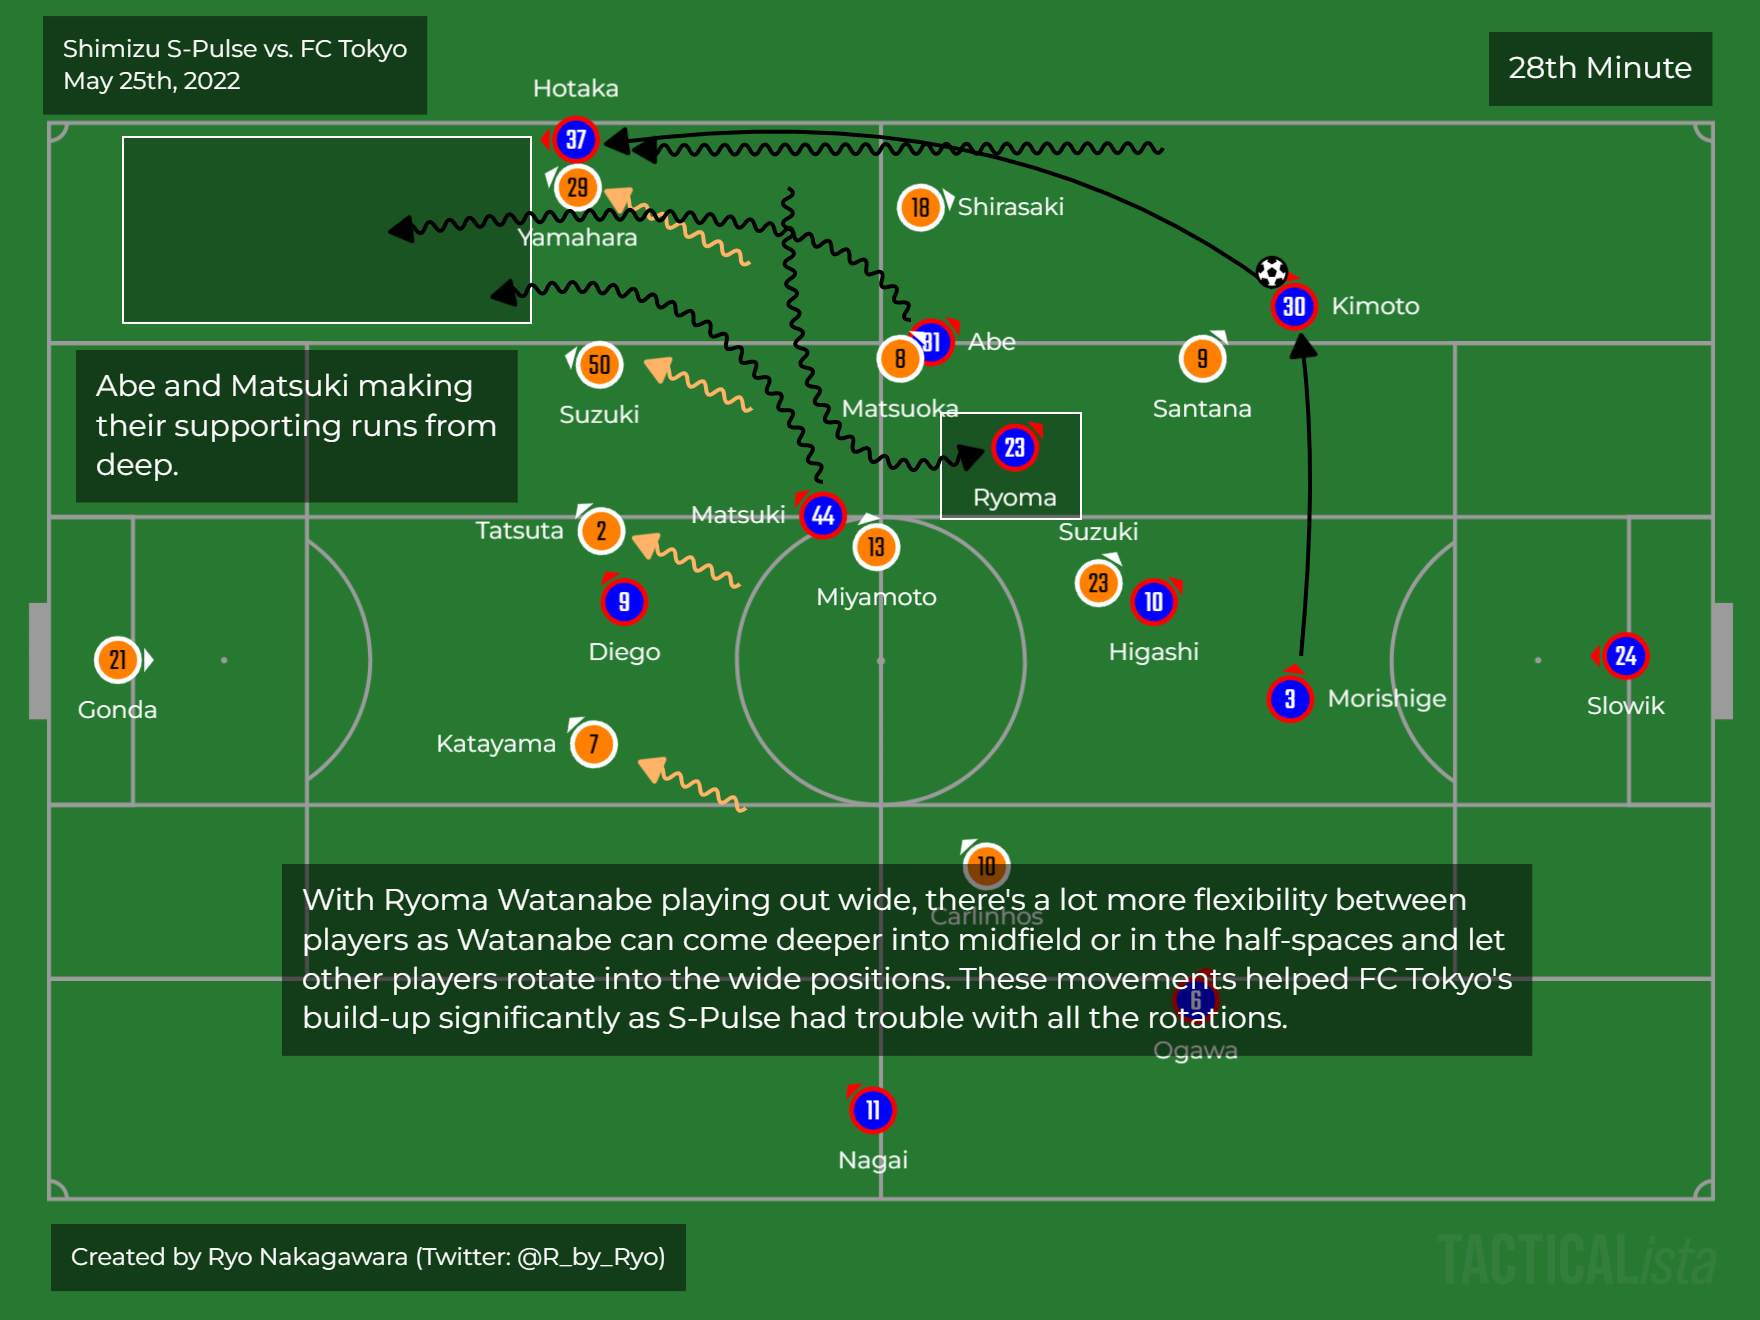 Shimizu S-Pulse vs. FC Tokyo
May 25th, 2022
28th Minute
Hotaka
37
29
Yamahara
18
Shirasaki
30
Kimoto
31
Abe
8
Matsuoka
9
Santana
50
Suzuki
Abe and Matsuki making
their supporting runs from
deep.
23
Ryoma
Matsuki
44
Tatsuta
2
13
Miyamoto
Suzuki
23
10
Higashi
9
Diego
21
Gonda
3
Morishige
24
Slowik
Katayama
7
10
Carlinhos
With Ryoma Watanabe playing out wide, there's a lot more flexibility between
players as Watanabe can come deeper into midfield or in the half-spaces and let
other players rotate into the wide positions. These movements helped FC Tokyo's
build-up significantly as S-Pulse had trouble with all the rotations.
6
Ogawa
11
Nagai
Created by Ryo Nakagawara (Twitter: @R_by_Ryo)
TACTICALista